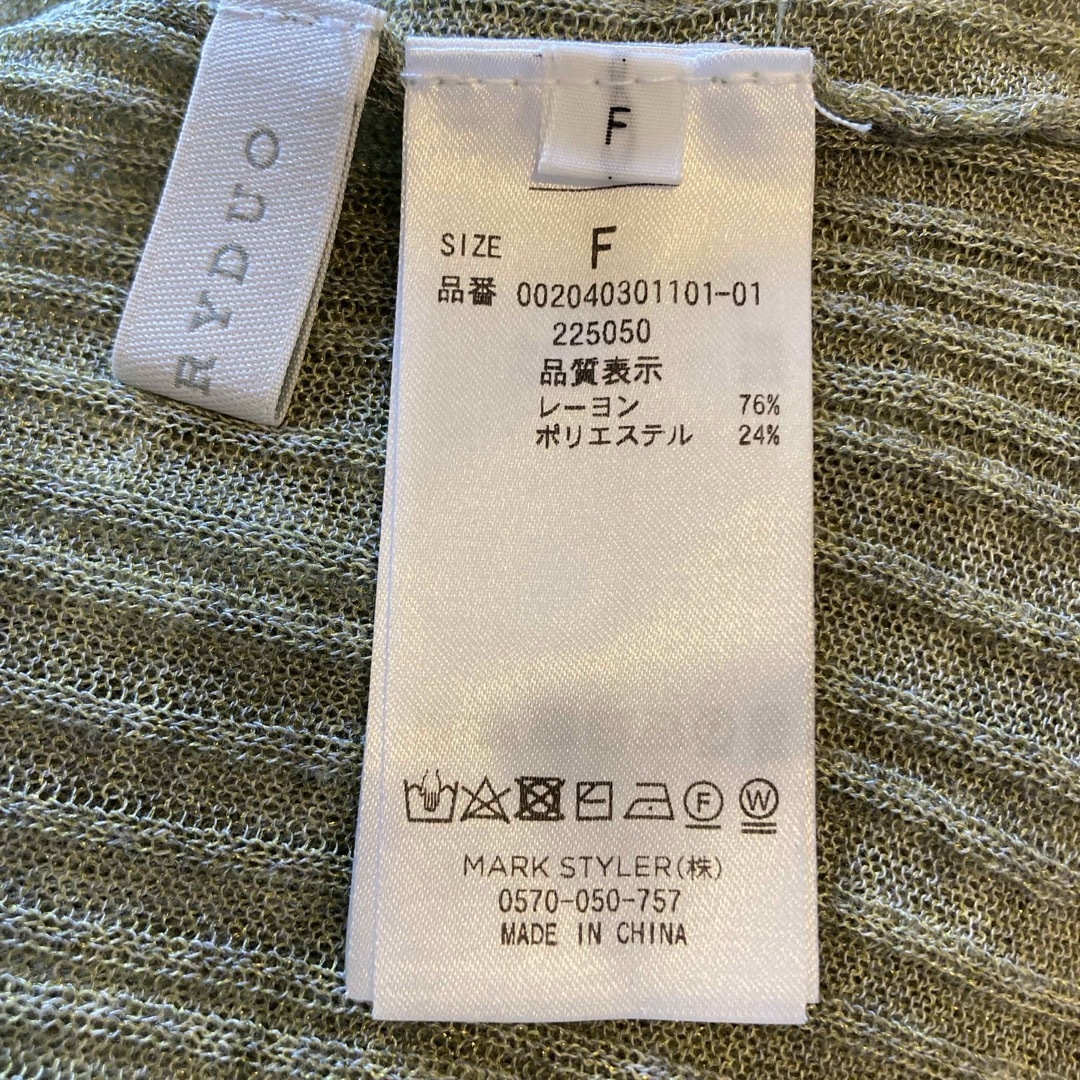 RYDUO
F
SIZE F
品番 002040301101-01
225050
品質表示
レーヨン 76%
ポリエステル 24%
F W
MARK STYLER(株)
0570-050-757
MADE IN CHINA